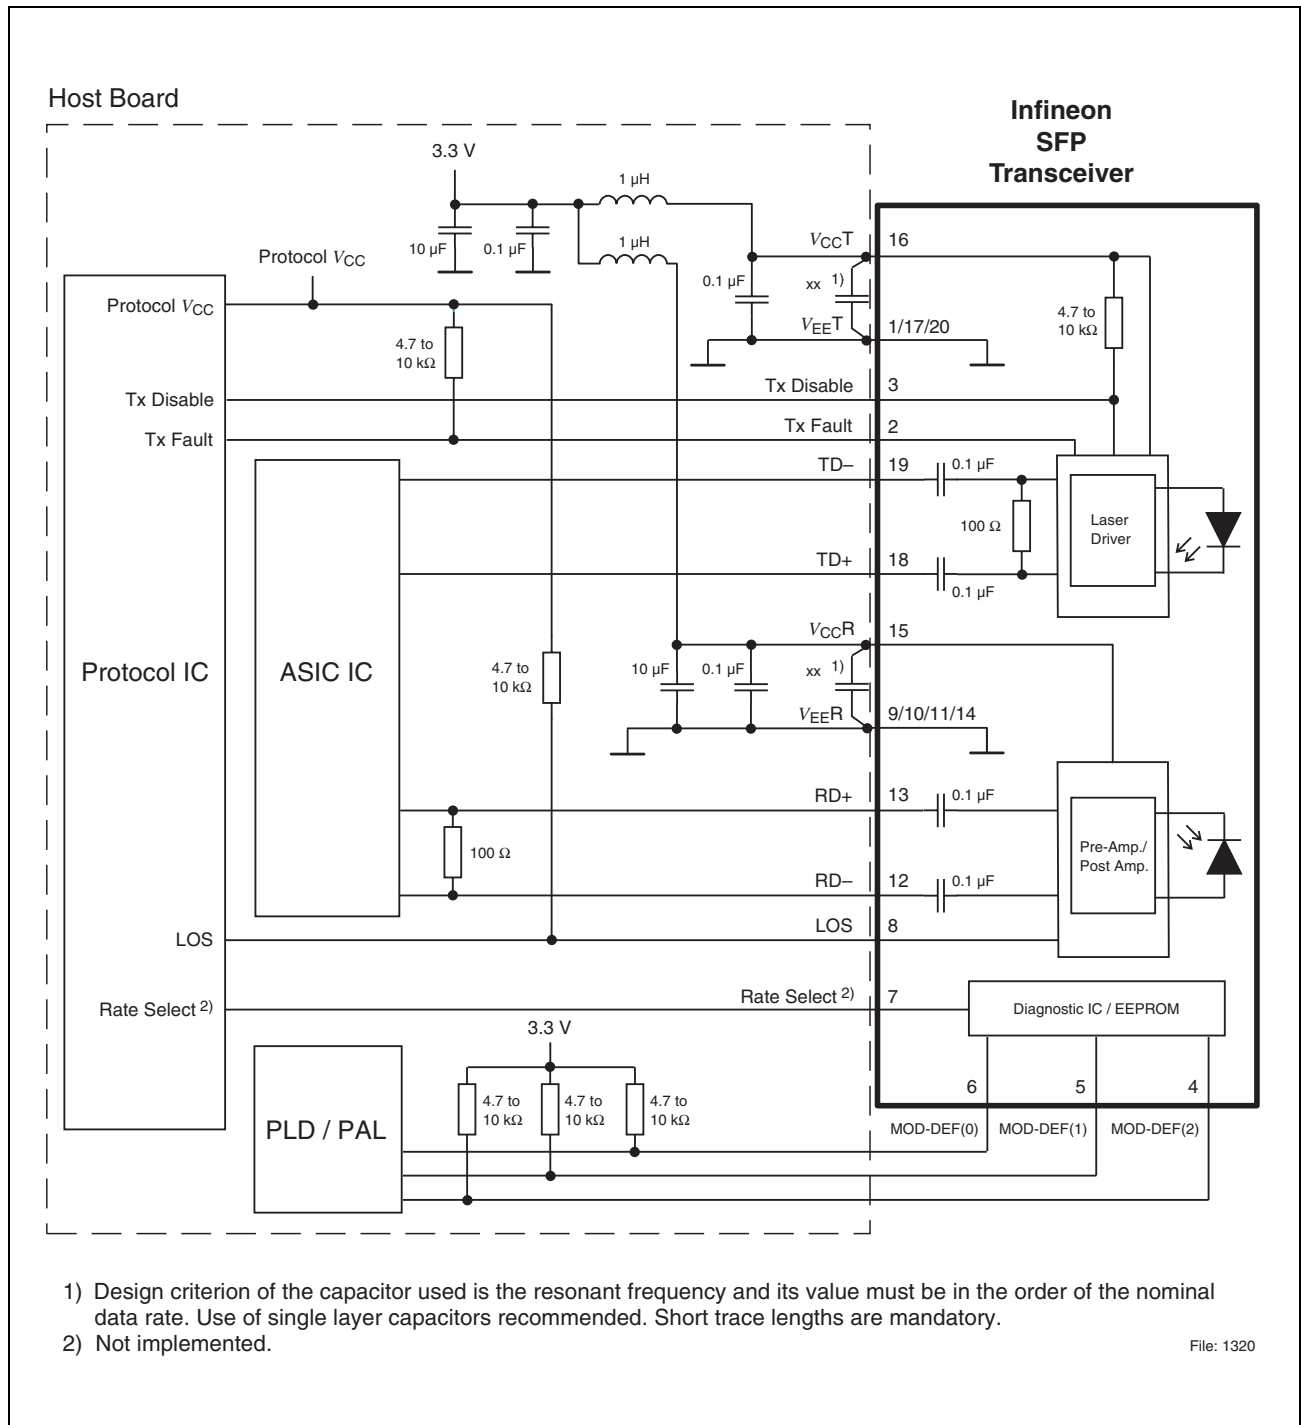 Host Board
Infineon
SFP
Transceiver
3.3 V
1 µH
10 µF
0.1 µF
1 µH
VCCT
16
Protocol VCC
0.1 µF
xx 1)
Protocol VCC
4.7 to
10 kΩ
VEET
1/17/20
4.7 to
10 kΩ
Tx Disable
Tx Disable
3
Tx Fault
Tx Fault
2
TD–
19
0.1 µF
100 Ω
Laser
Driver
TD+
18
0.1 µF
VCCR
15
Protocol IC
ASIC IC
4.7 to
10 kΩ
10 µF
0.1 µF
xx 1)
VEER
9/10/11/14
RD+
13
0.1 µF
100 Ω
Pre-Amp./
Post Amp.
RD–
12
0.1 µF
LOS
LOS
8
Rate Select 2)
Rate Select 2)
7
Diagnostic IC / EEPROM
3.3 V
6
5
4
PLD / PAL
4.7 to
10 kΩ
4.7 to
10 kΩ
4.7 to
10 kΩ
MOD-DEF(0)
MOD-DEF(1)
MOD-DEF(2)
1) Design criterion of the capacitor used is the resonant frequency and its value must be in the order of the nominal
data rate. Use of single layer capacitors recommended. Short trace lengths are mandatory.
2) Not implemented.
File: 1320